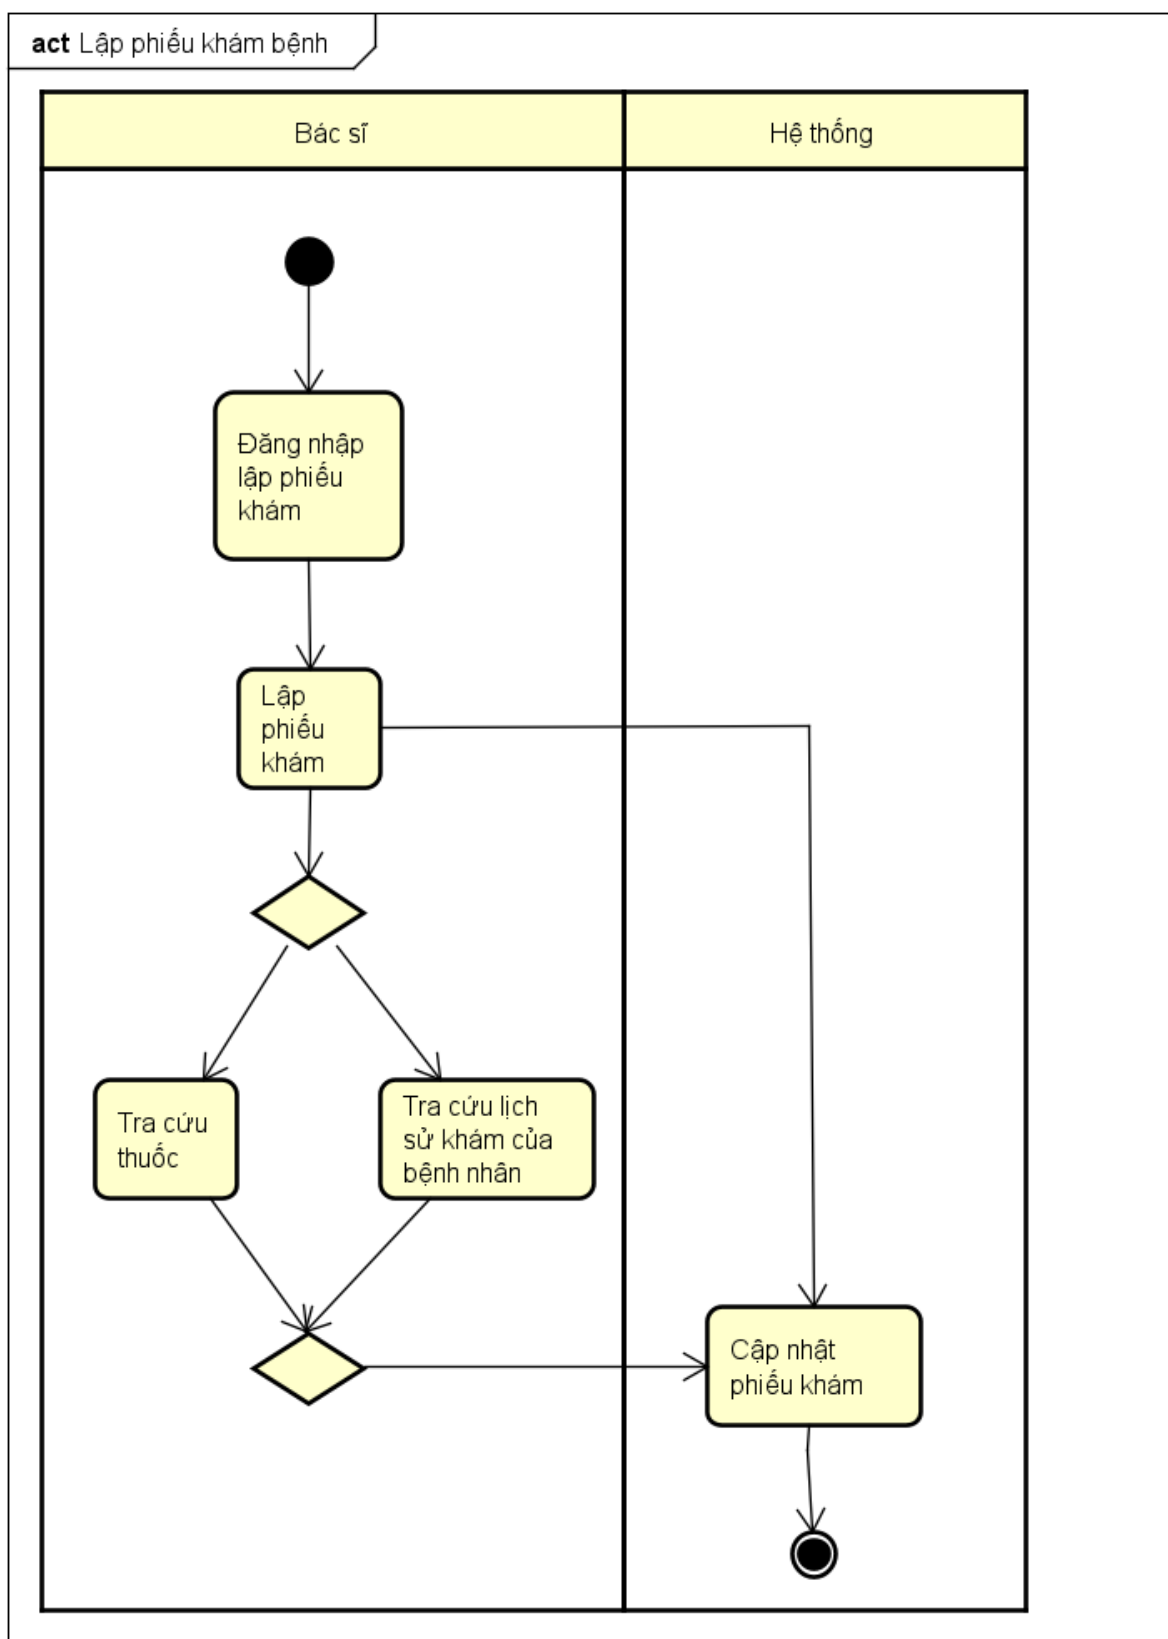 act Lập phiếu khám bệnh
Bác sĩ
Hệ thống
Đăng nhập
lập phiếu
khám
Lập
phiếu
khám
Tra cứu
thuốc
Tra cứu lịch
sử khám của
bệnh nhân
Cập nhật
phiếu khám